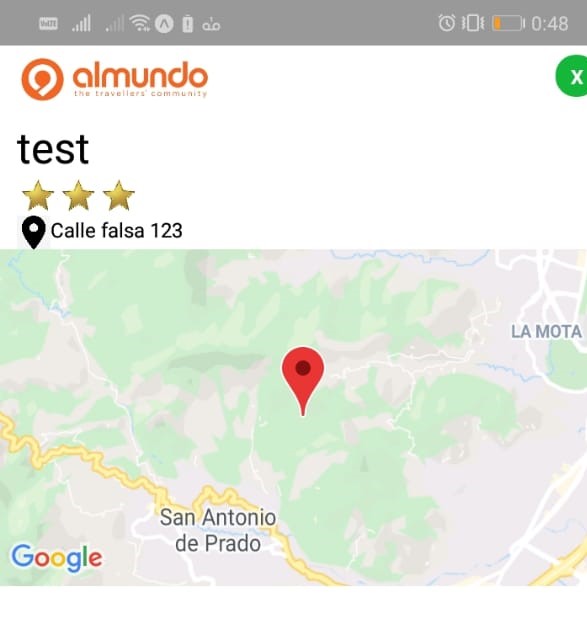 VoLTE
0:48
almundo
the travellers' community
X
test
Calle falsa 123
LA MOTA
San Antonio
de Prado
Google